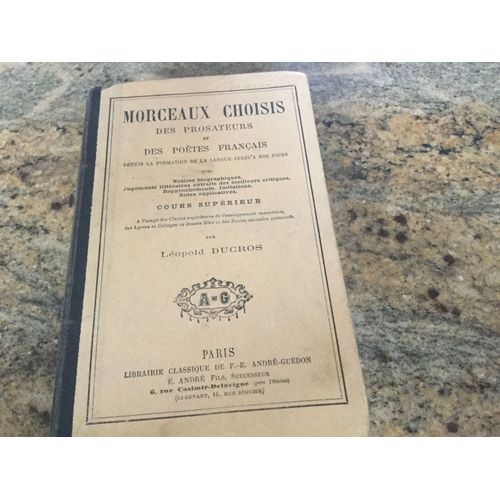 MORCEAUX CHOISIS
DES PROSATEURS
ET
DES POÈTES FRANÇAIS
DEPUIS LA FORMATION DE LA LANGUE JUSQU'A NOS JOURS
AVEC
Notices biographiques,
Jugements littéraires extraits des meilleurs critiques,
Rapprochements, Imitations,
Notes explicatives.
COURS SUPÉRIEUR
A l'usage des Classes supérieures de l'enseignement secondaire,
des Lycées et Collèges de Jeunes filles et des Écoles normales primaires.
PAR
Léopold DUCROS
A-G
PARIS
LIBRAIRIE CLASSIQUE DE F.-E. ANDRÉ-GUÉDON
E. ANDRÉ FILS, SUCCESSEUR
6, rue Casimir-Delavigne (près l'Odéon)
(CI-DEVANT, 15, RUE SÉGUIER)